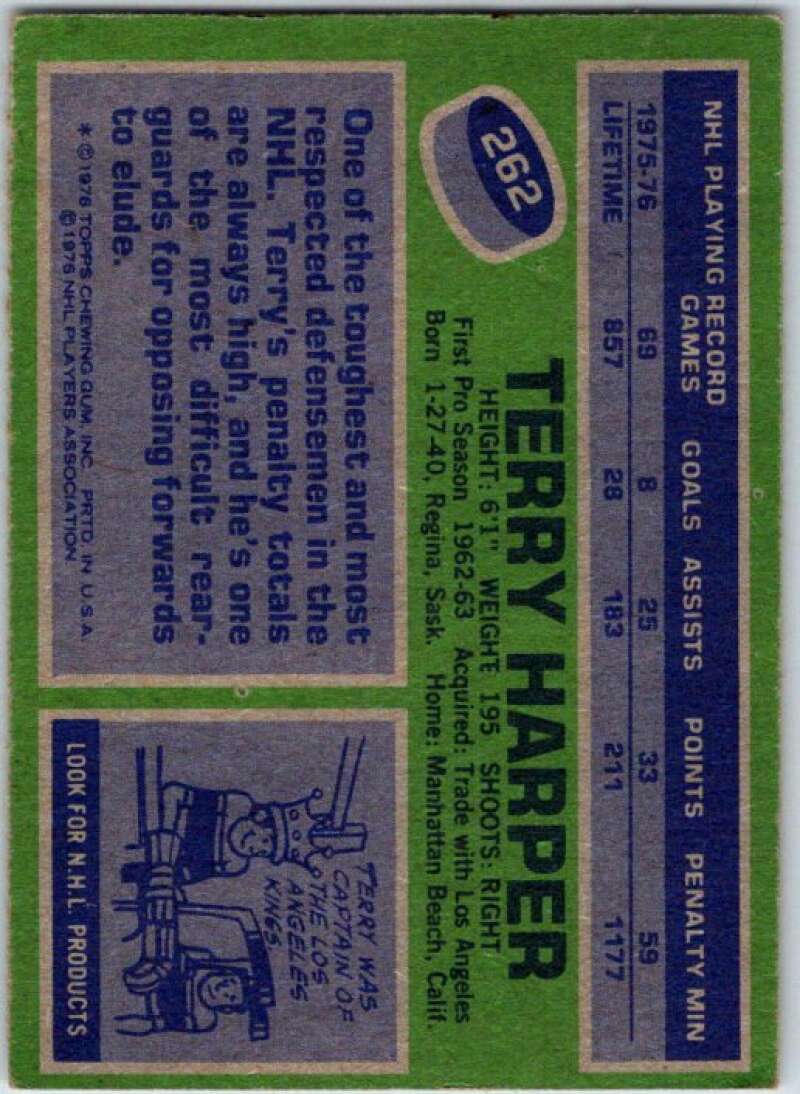 NHL PLAYING RECORD
GAMES GOALS ASSISTS POINTS PENALTY MIN
1975-76 69 8 25 33 59
LIFETIME 857 28 183 211 1177
262
TERRY HARPER
HEIGHT: 6'1" WEIGHT 195 SHOOTS: RIGHT
First Pro Season 1962-63 Acquired: Trade with Los Angeles
Born 1-27-40, Regina, Sask. Home: Manhattan Beach, Calif.
One of the toughest and most
respected defensemen in the
NHL. Terry's penalty totals
are always high, and he's one
of the most difficult rear-
guards for opposing forwards
to elude.
* © 1976 TOPPS CHEWING GUM, INC. PRTD. IN U.S.A.
© 1976 NHL PLAYERS ASSOCIATION
TERRY WAS
CAPTAIN OF
THE LOS
ANGELES
KINGS.
LOOK FOR N.H.L. PRODUCTS